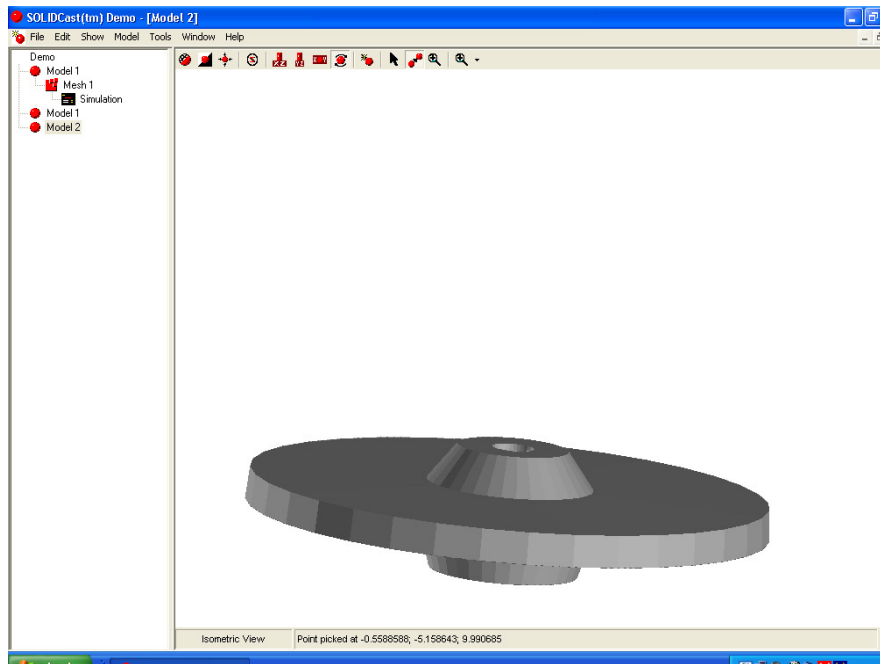 SOLIDCast(tm) Demo - [Model 2]
File Edit Show Model Tools Window Help
Demo
Model 1
Mesh 1
Simulation
Model 1
Model 2
Isometric View Point picked at -0.5588588; -5.158643; 9.990685